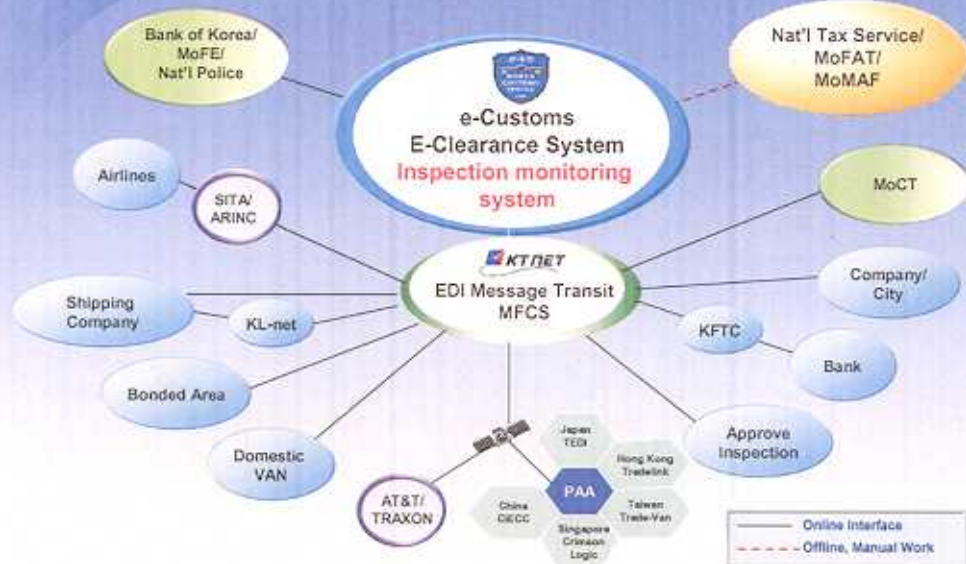 Bank of Korea/
MoFE/
Nat'l Police
Nat'l Tax Service/
MoFAT/
MoMAF
e-Customs
E-Clearance System
Inspection monitoring
system
Airlines
SITA/
ARINC
MoCT
KTNET
EDI Message Transit
MFCS
Shipping
Company
KL-net
Company/
City
KFTC
Bank
Bonded Area
Domestic
VAN
Approve
Inspection
AT&T/
TRAXON
Japan
TEDI
Hong Kong
Tradelink
PAA
China
CIECC
Taiwan
Trade-Van
Singapore
Crimson
Logic
Online Interface
Offline, Manual Work